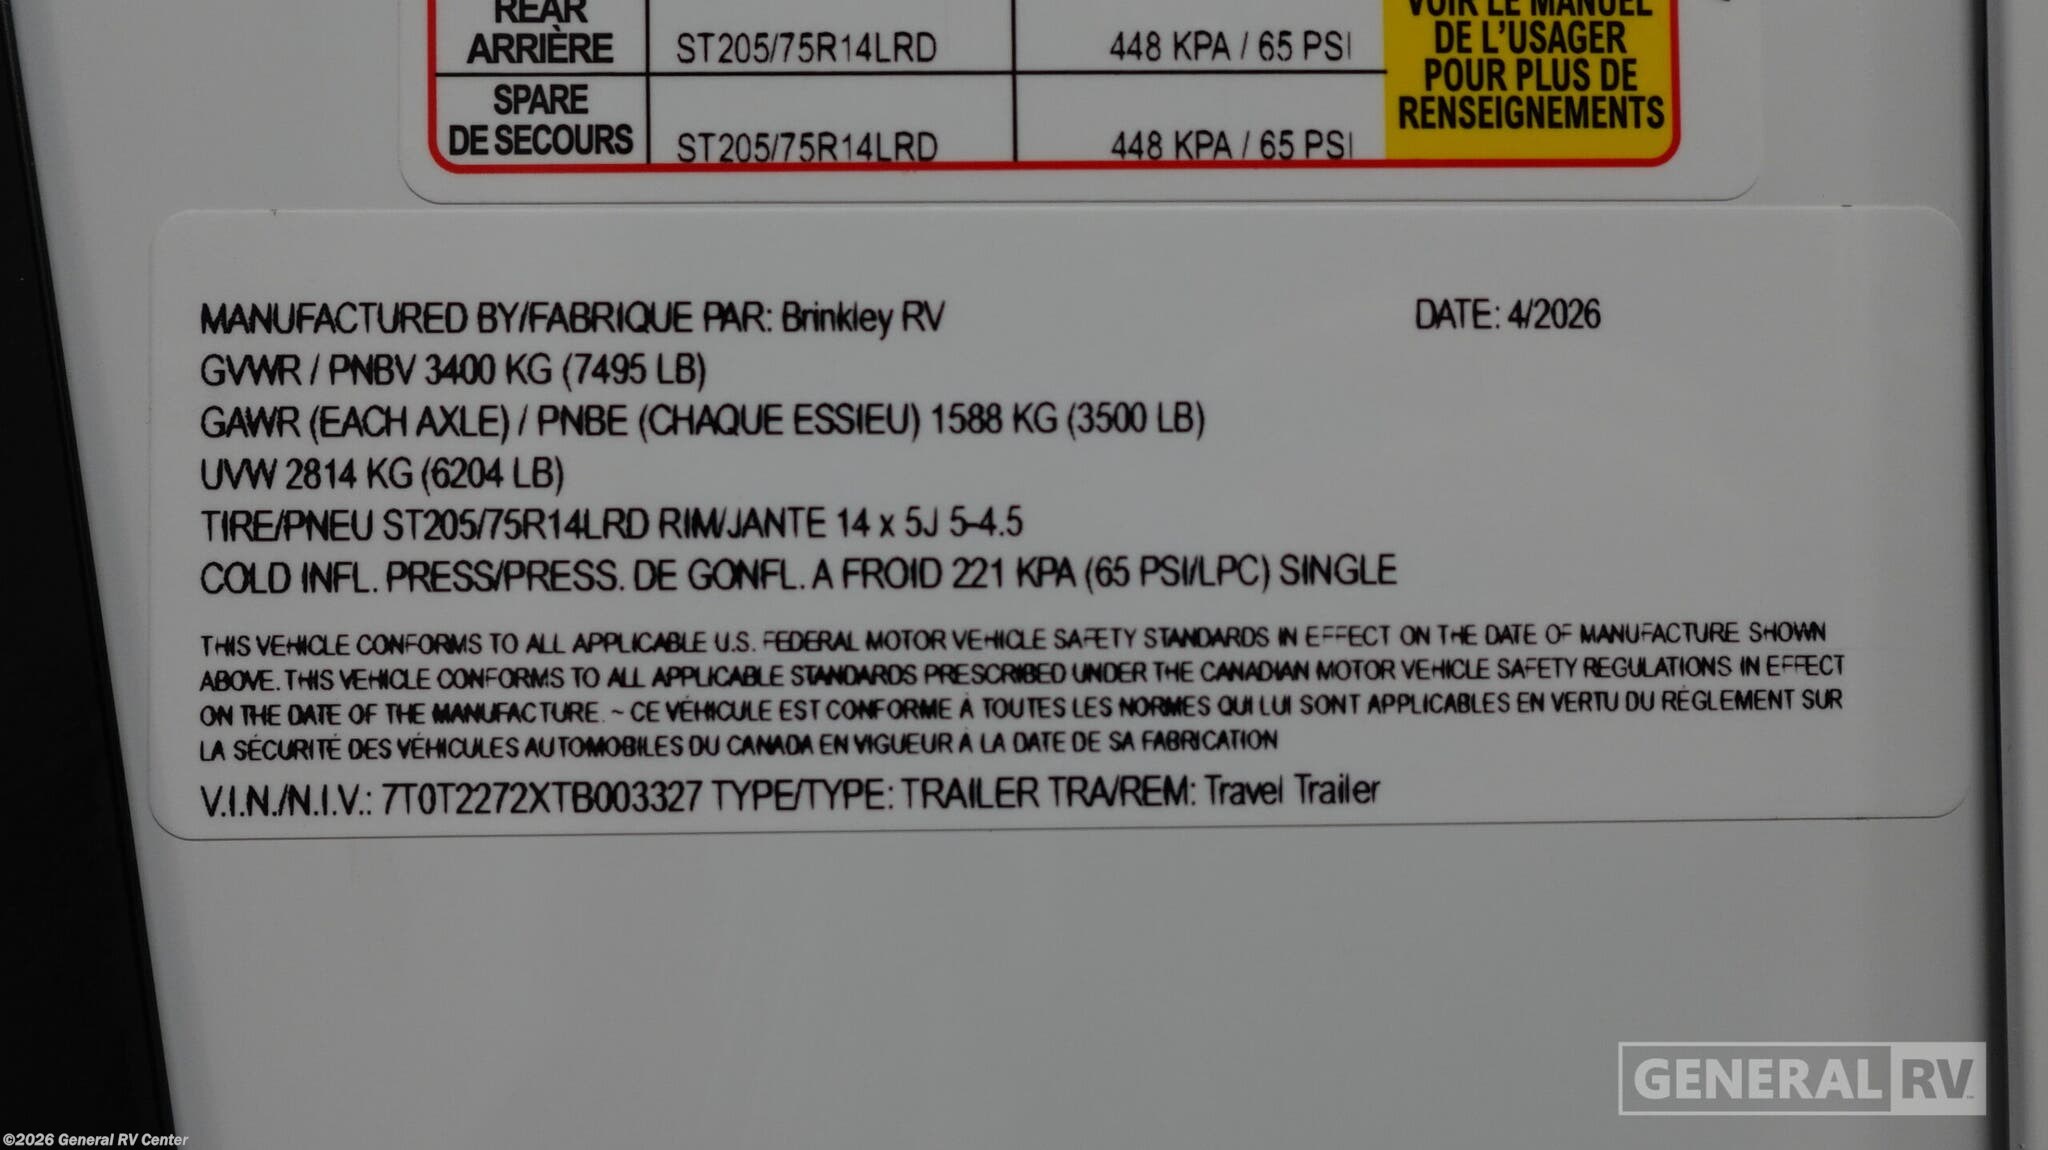 REAR
ARRIÈRE ST205/75R14LRD 448 KPA / 65 PSI
SPARE
DE SECOURS ST205/75R14LRD 448 KPA / 65 PSI
VOIR LE MANUEL
DE L'USAGER
POUR PLUS DE
RENSEIGNEMENTS
MANUFACTURED BY/FABRIQUE PAR: Brinkley RV DATE: 4/2026
GVWR / PNBV 3400 KG (7495 LB)
GAWR (EACH AXLE) / PNBE (CHAQUE ESSIEU) 1588 KG (3500 LB)
UVW 2814 KG (6204 LB)
TIRE/PNEU ST205/75R14LRD RIM/JANTE 14 x 5J 5-4.5
COLD INFL. PRESS/PRESS. DE GONFL. A FROID 221 KPA (65 PSI/LPC) SINGLE
THIS VEHICLE CONFORMS TO ALL APPLICABLE U.S. FEDERAL MOTOR VEHICLE SAFETY STANDARDS IN EFFECT ON THE DATE OF MANUFACTURE SHOWN
ABOVE. THIS VEHICLE CONFORMS TO ALL APPLICABLE STANDARDS PRESCRIBED UNDER THE CANADIAN MOTOR VEHICLE SAFETY REGULATIONS IN EFFECT
ON THE DATE OF THE MANUFACTURE. ~ CE VÉHICULE EST CONFORME À TOUTES LES NORMES QUI LUI SONT APPLICABLES EN VERTU DU RÉGLEMENT SUR
LA SÉCURITÉ DES VÉHICULES AUTOMOBILES DU CANADA EN VIGUEUR À LA DATE DE SA FABRICATION
V.I.N./N.I.V.: 7T0T2272XTB003327 TYPE/TYPE: TRAILER TRA/REM: Travel Trailer
GENERAL RV
©2026 General RV Center